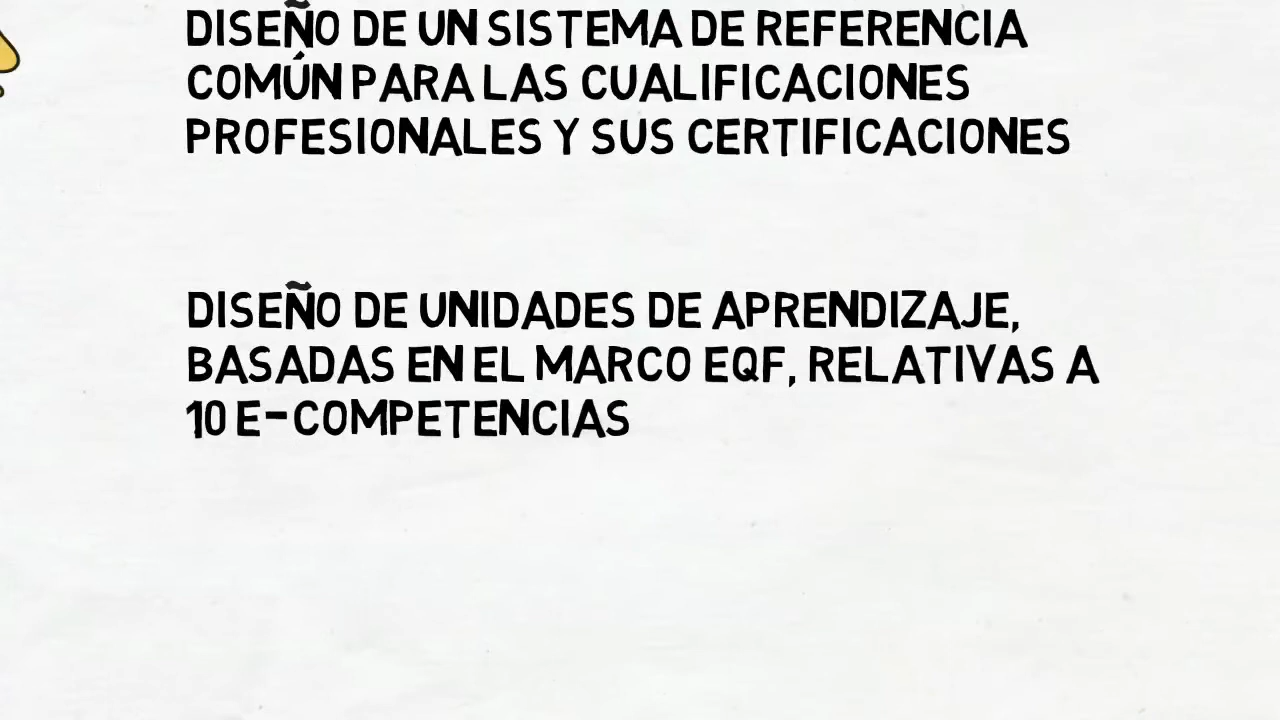 DISEÑO DE UN SISTEMA DE REFERENCIA
COMÚN PARA LAS CUALIFICACIONES
PROFESIONALES Y SUS CERTIFICACIONES
DISEÑO DE UNIDADES DE APRENDIZAJE,
BASADAS EN EL MARCO EQF, RELATIVAS A
10 E-COMPETENCIAS